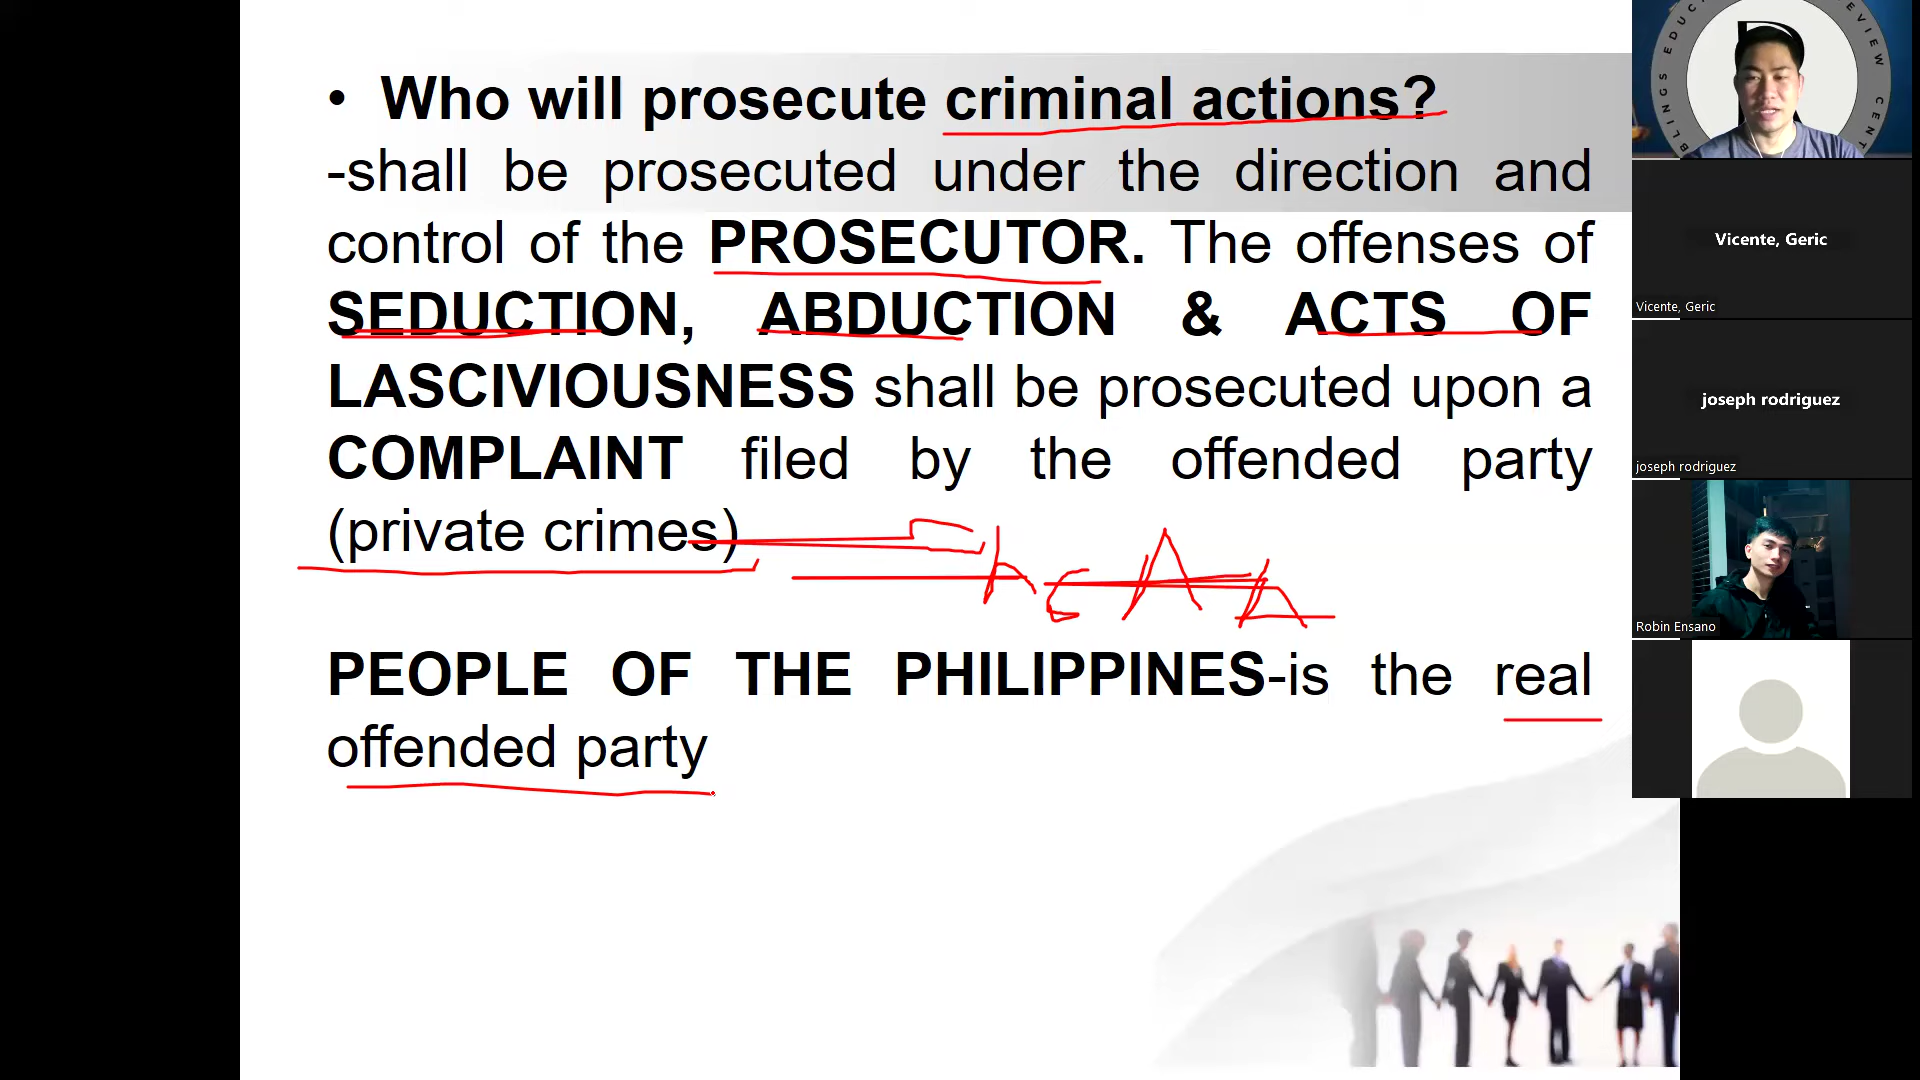 • Who will prosecute criminal actions?
-shall be prosecuted under the direction and
control of the PROSECUTOR. The offenses of
SEDUCTION, ABDUCTION & ACTS OF
LASCIVIOUSNESS shall be prosecuted upon a
COMPLAINT filed by the offended party
(private crimes)
PEOPLE OF THE PHILIPPINES-is the real
offended party
Vicente, Geric
Vicente, Geric
joseph rodriguez
joseph rodriguez
Robin Ensano